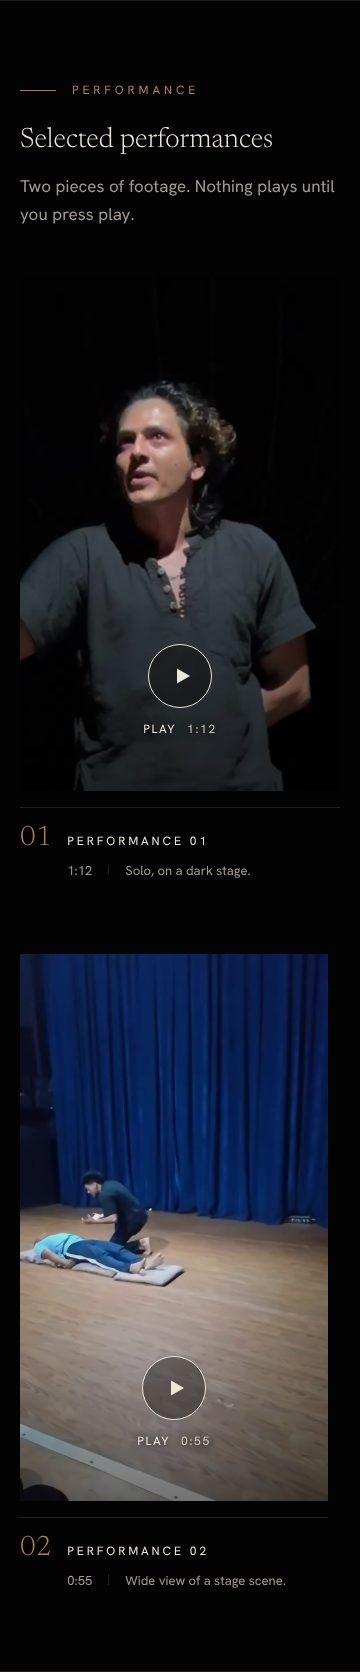 PERFORMANCE
Selected performances
Two pieces of footage. Nothing plays until
you press play.
PLAY 1:12
01 PERFORMANCE 01
1:12 Solo, on a dark stage.
PLAY 0:55
02 PERFORMANCE 02
0:55 Wide view of a stage scene.